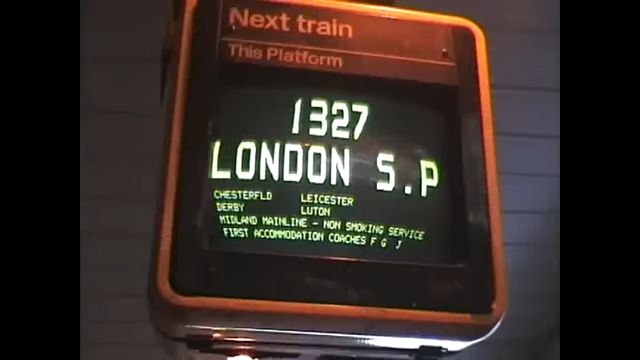 Next train
This Platform
1327
LONDON S.P
CHESTERFLD LEICESTER
DERBY LUTON
MIDLAND MAINLINE - NON SMOKING SERVICE
FIRST ACCOMMODATION COACHES F G J